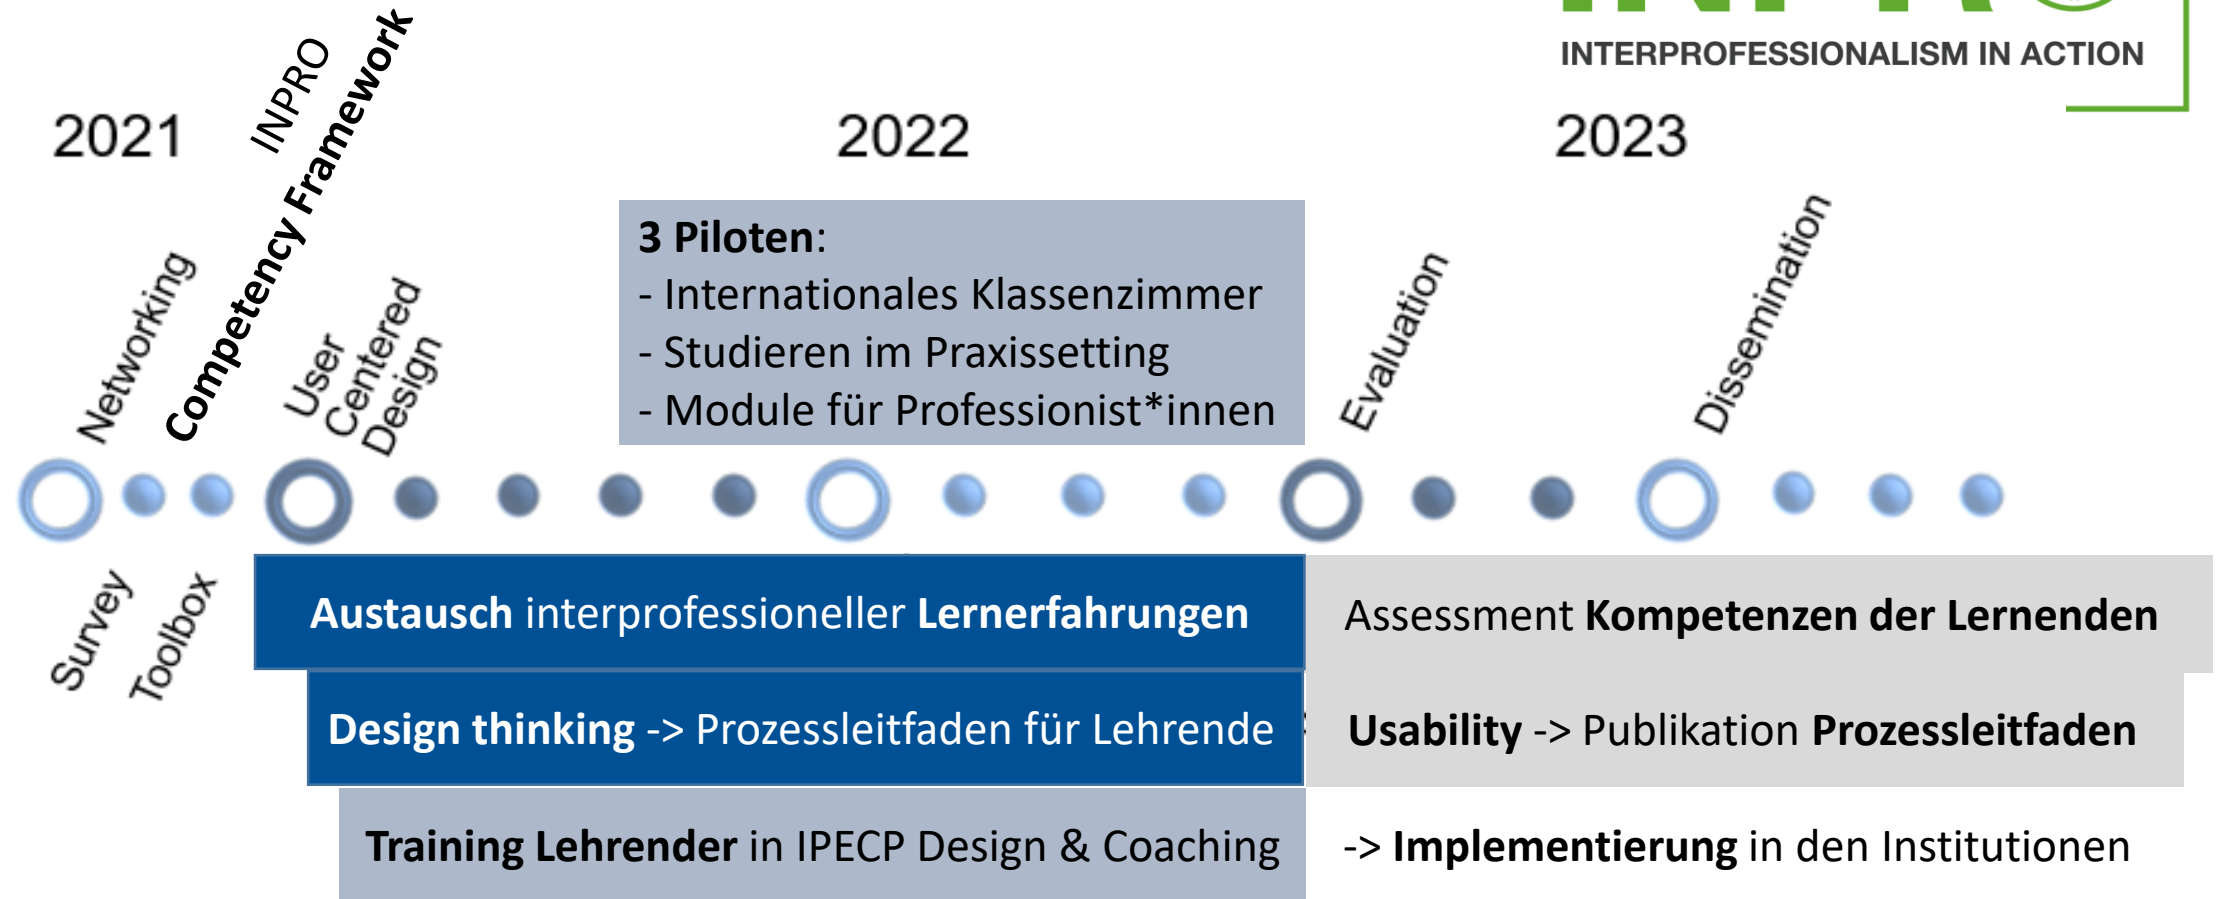 INPRO
INTERPROFESSIONALISM IN ACTION
2021
2022
2023
Networking
INPRO
Competency Framework
User
Centered
Design
3 Piloten:
- Internationales Klassenzimmer
- Studieren im Praxissetting
- Module für Professionist*innen
Evaluation
Dissemination
Survey
Toolbox
Austausch interprofessioneller Lernerfahrungen
Assessment Kompetenzen der Lernenden
Design thinking -> Prozessleitfaden für Lehrende
Usability -> Publikation Prozessleitfaden
Training Lehrender in IPECP Design & Coaching
-> Implementierung in den Institutionen